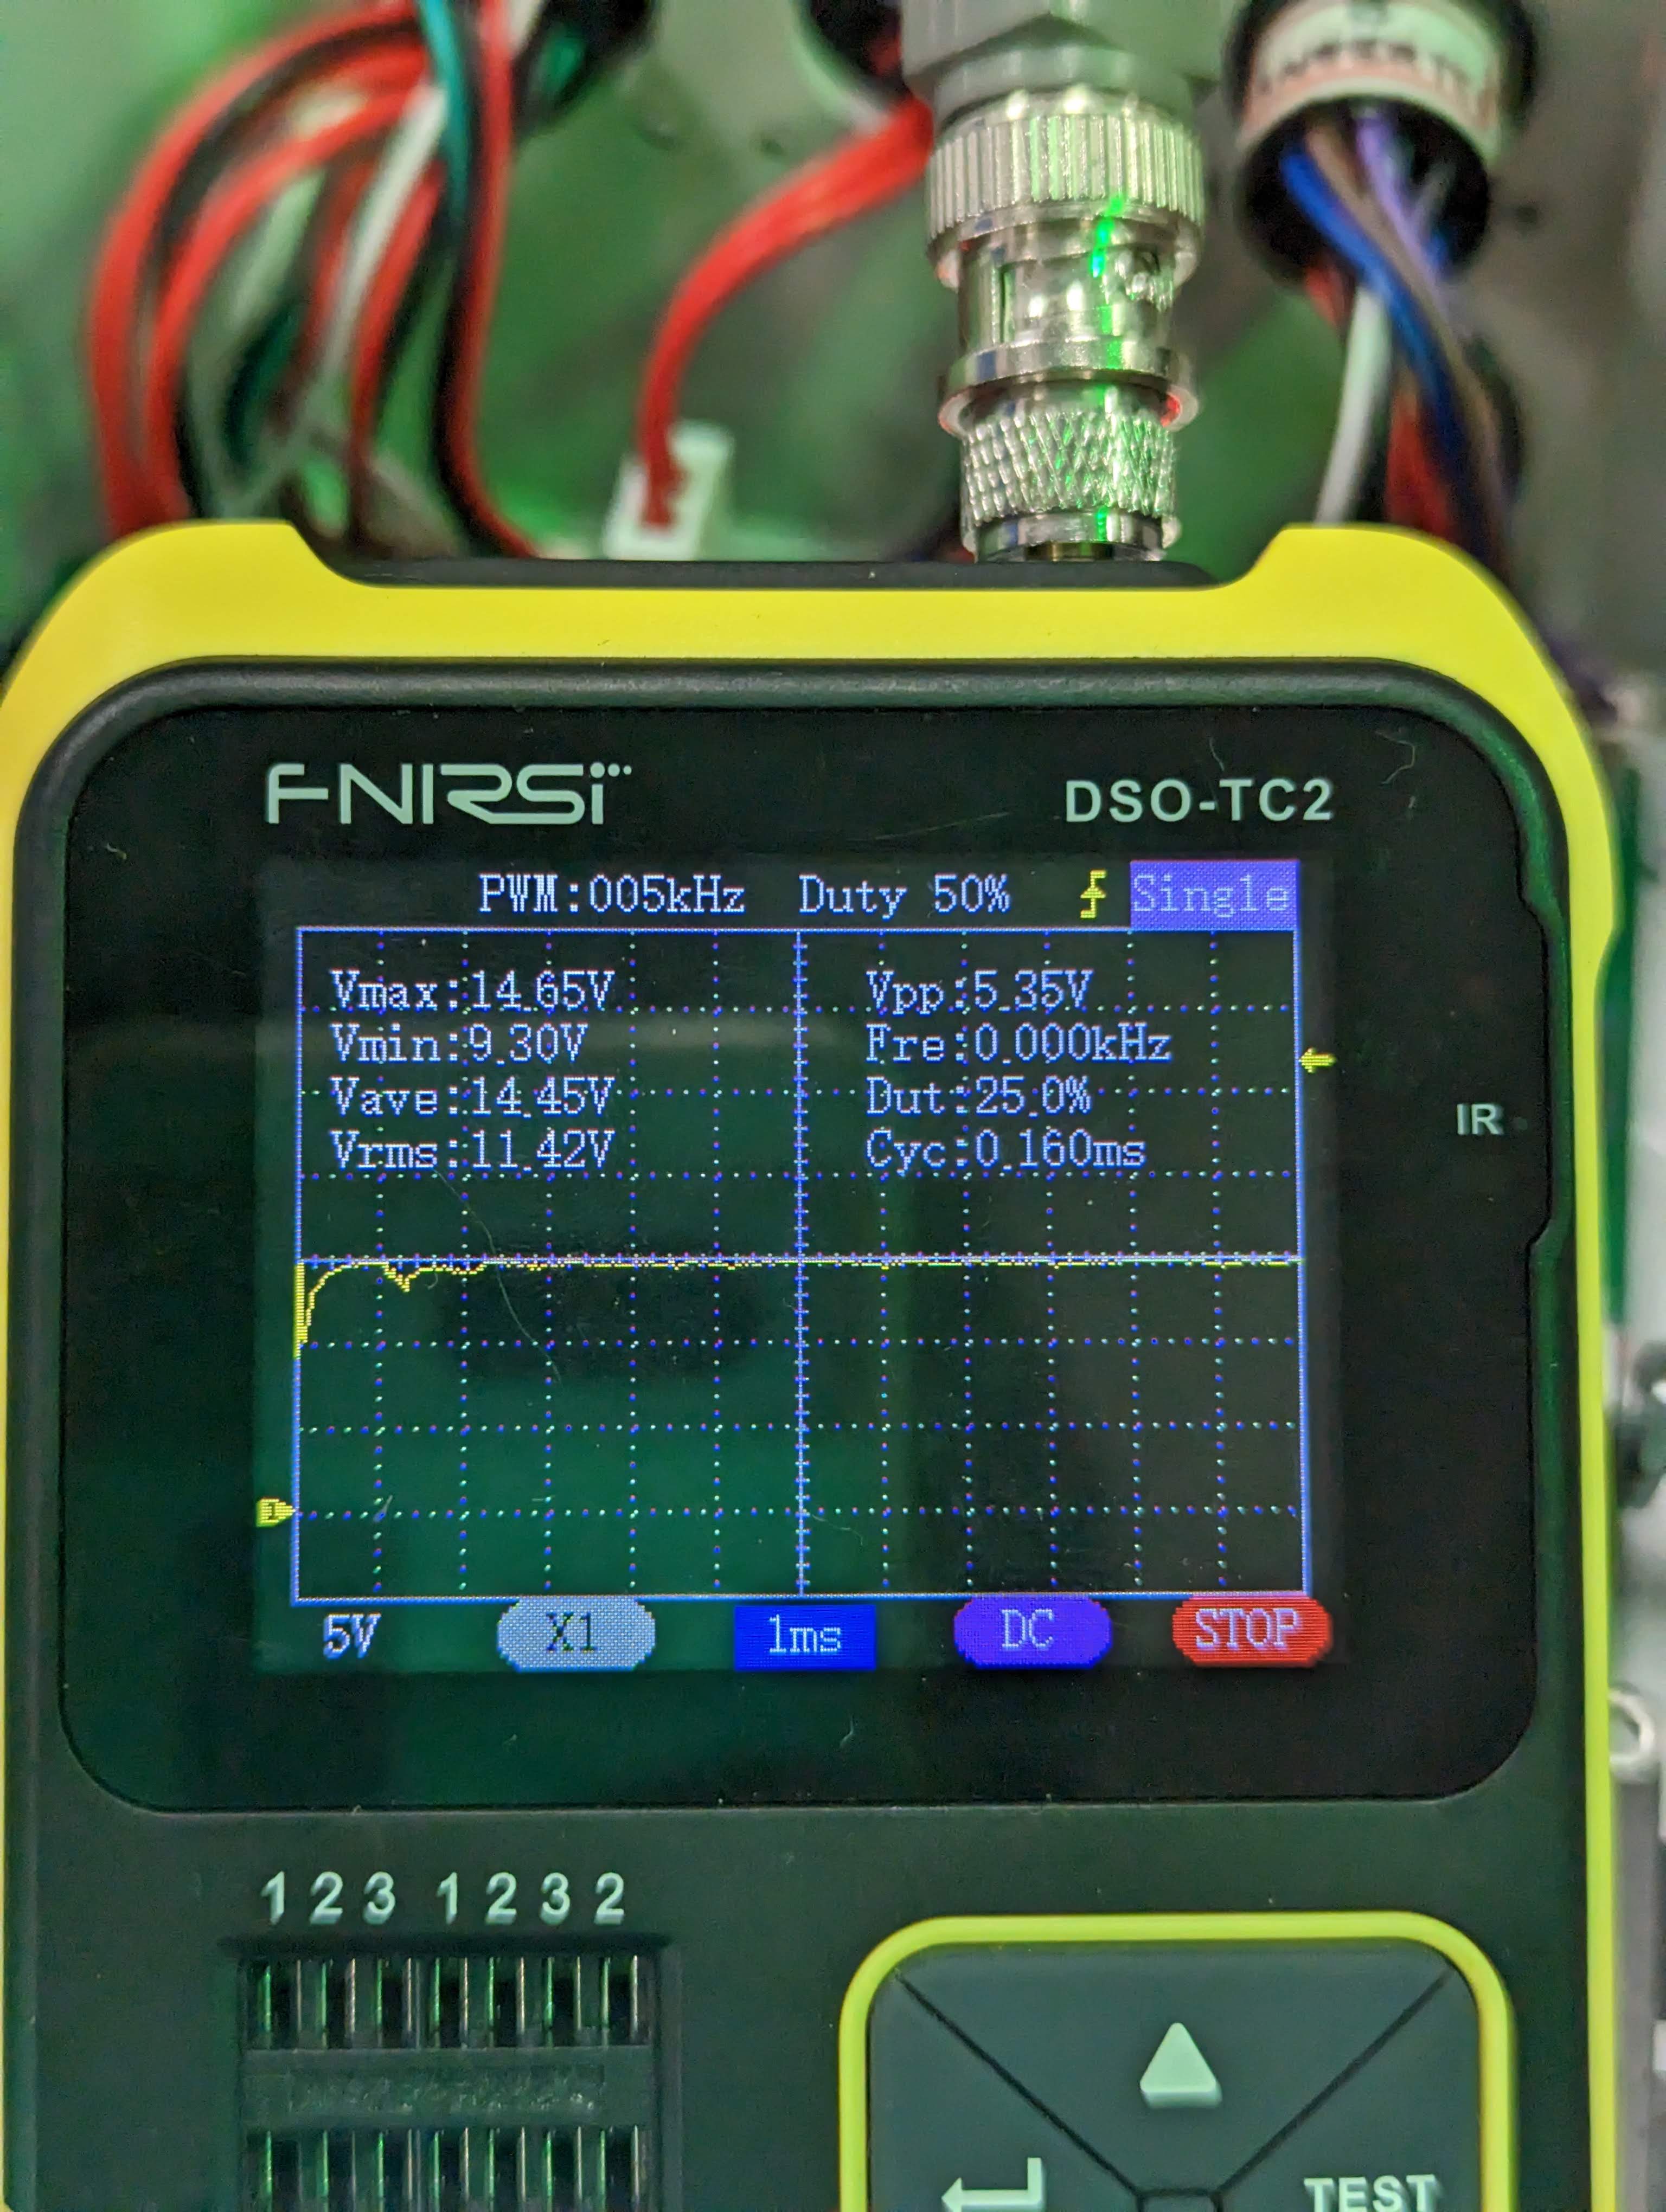 FNIRSI
DSO-TC2
PWM:005kHz Duty 50% Single
Vmax:14.65V Vpp:5.35V
Vmin:9.30V Fre:0.000kHz
Vave:14.45V Dut:25.0%
Vrms:11.42V Cyc:0.160ms
IR
1
5V X1 1ms DC STOP
1 2 3 1 2 3 2
TEST